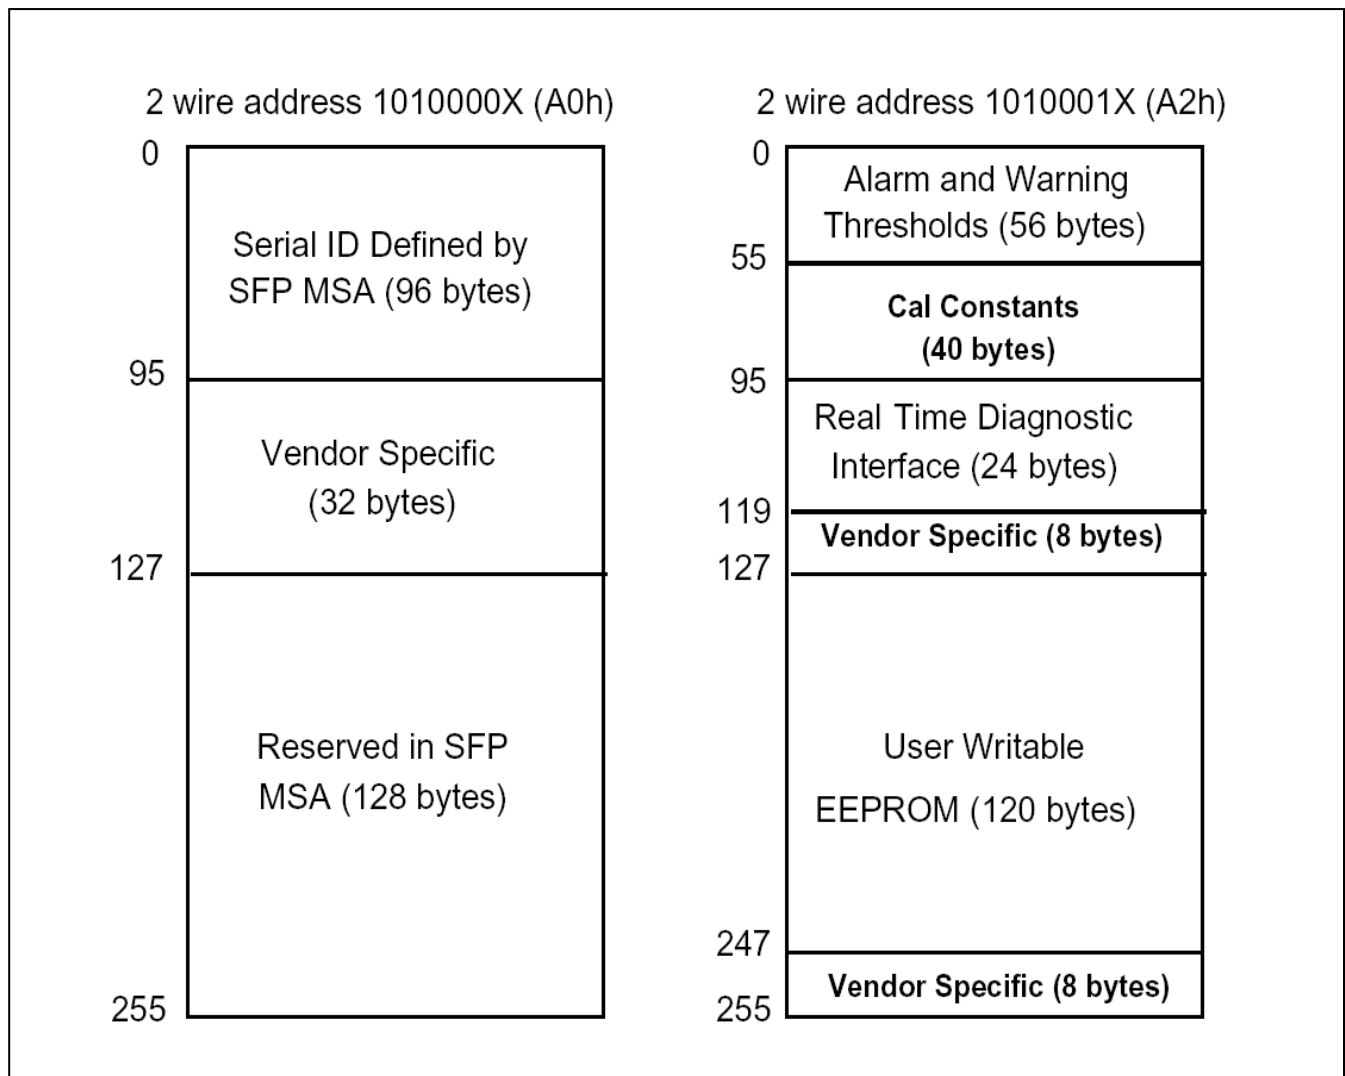 2 wire address 1010000X (A0h)
0
Serial ID Defined by
SFP MSA (96 bytes)
95
Vendor Specific
(32 bytes)
127
Reserved in SFP
MSA (128 bytes)
255
2 wire address 1010001X (A2h)
0
Alarm and Warning
Thresholds (56 bytes)
55
Cal Constants
(40 bytes)
95
Real Time Diagnostic
Interface (24 bytes)
119
Vendor Specific (8 bytes)
127
User Writable
EEPROM (120 bytes)
247
Vendor Specific (8 bytes)
255